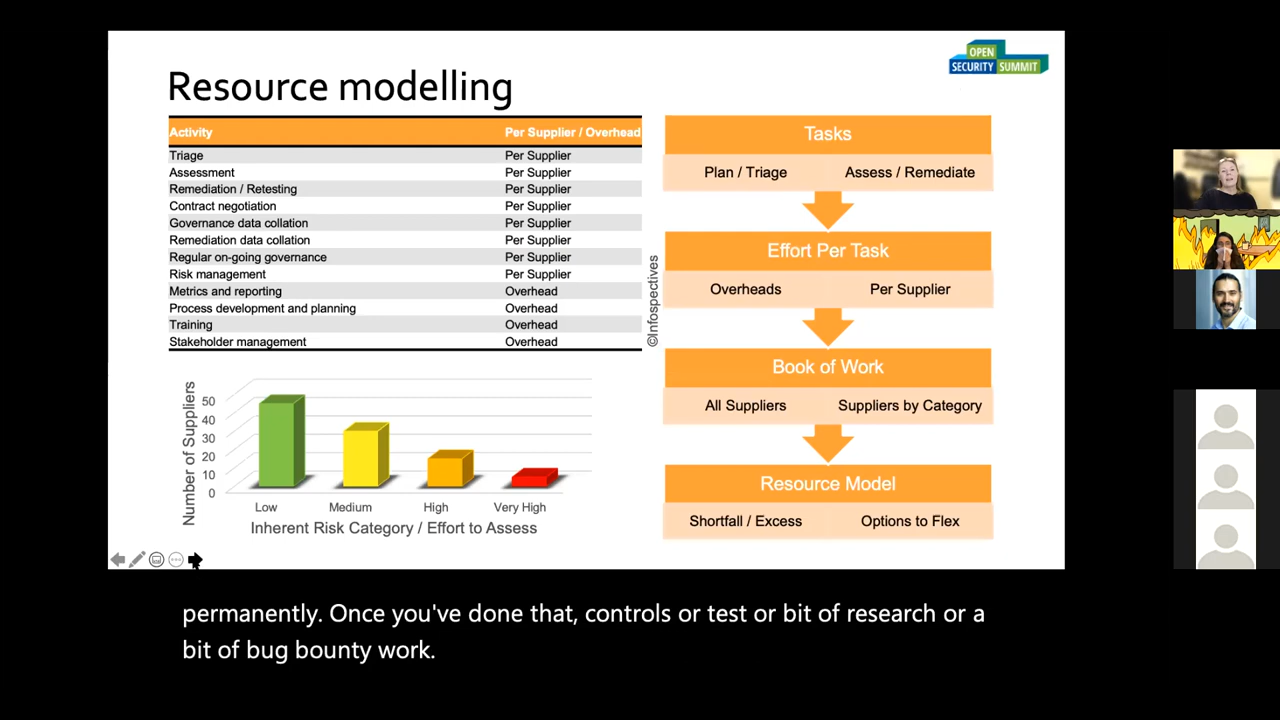 OPEN
SECURITY SUMMIT
Resource modelling
Activity Per Supplier / Overhead
Triage Per Supplier
Assessment Per Supplier
Remediation / Retesting Per Supplier
Contract negotiation Per Supplier
Governance data collation Per Supplier
Remediation data collation Per Supplier
Regular on-going governance Per Supplier
Risk management Per Supplier
Metrics and reporting Overhead
Process development and planning Overhead
Training Overhead
Stakeholder management Overhead
©Infospectives
Tasks
Plan / Triage Assess / Remediate
Effort Per Task
Overheads Per Supplier
Book of Work
All Suppliers Suppliers by Category
Resource Model
Shortfall / Excess Options to Flex
Number of Suppliers
50
40
30
20
10
0
Low Medium High Very High
Inherent Risk Category / Effort to Assess
permanently. Once you've done that, controls or test or bit of research or a
bit of bug bounty work.